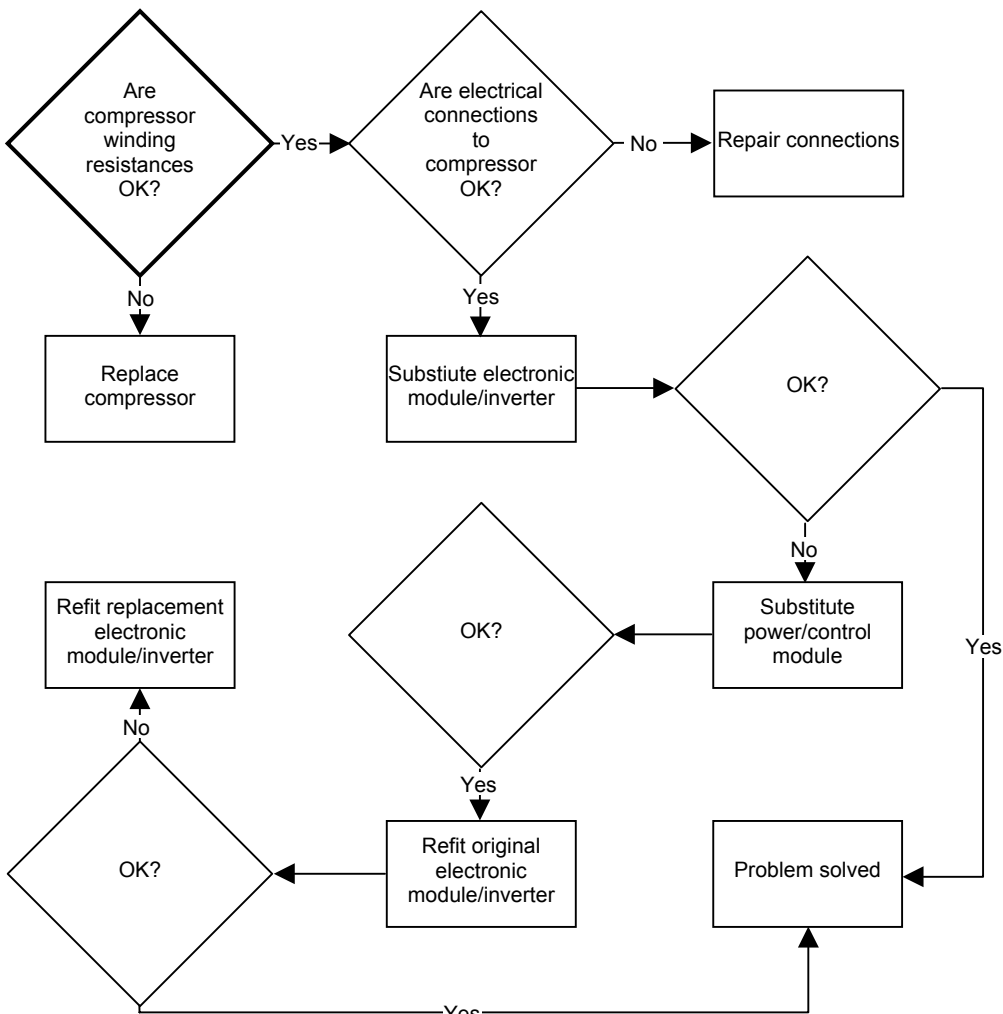 Are
compressor
winding
resistances
OK?
Yes
Are electrical
connections
to
compressor
OK?
No
Repair connections
No
Yes
Replace
compressor
Substiute electronic
module/inverter
OK?
No
Yes
Refit replacement
electronic
module/inverter
OK?
Substitute
power/control
module
No
Yes
OK?
Refit original
electronic
module/inverter
Problem solved
Yes